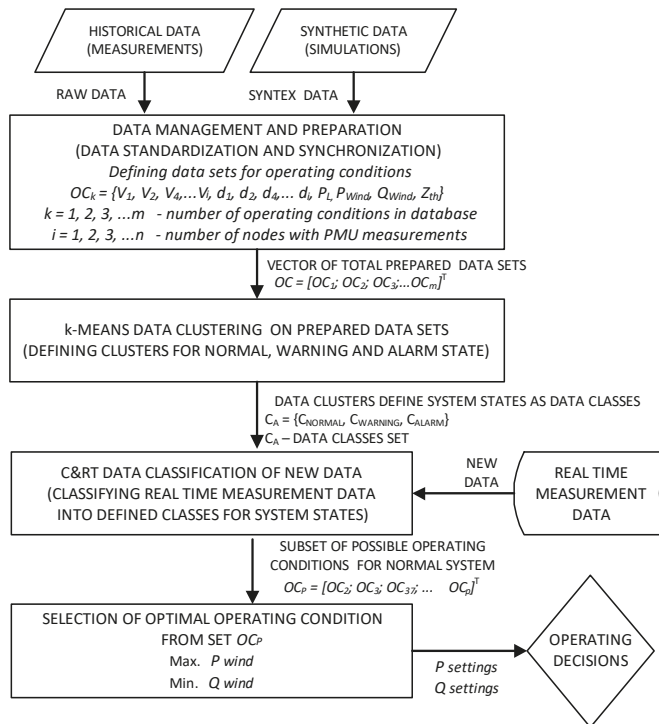 HISTORICAL DATA
(MEASUREMENTS)
SYNTHETIC DATA
(SIMULATIONS)
RAW DATA
SYNTEX DATA
DATA MANAGEMENT AND PREPARATION
(DATA STANDARDIZATION AND SYNCHRONIZATION)
Defining data sets for operating conditions
OCk = {V1, V2, V4,...Vi, d1, d2, d4,... di, PL, PWind, QWind, Zth}
k = 1, 2, 3, ...m - number of operating conditions in database
i = 1, 2, 3, ...n - number of nodes with PMU measurements
VECTOR OF TOTAL PREPARED DATA SETS
OC = [OC1; OC2; OC3;...OCm]T
k-MEANS DATA CLUSTERING ON PREPARED DATA SETS
(DEFINING CLUSTERS FOR NORMAL, WARNING AND ALARM STATE)
DATA CLUSTERS DEFINE SYSTEM STATES AS DATA CLASSES
CA = {CNORMAL, CWARNING, CALARM}
CA – DATA CLASSES SET
C&RT DATA CLASSIFICATION OF NEW DATA
(CLASSIFYING REAL TIME MEASUREMENT DATA
INTO DEFINED CLASSES FOR SYSTEM STATES)
NEW
DATA
REAL TIME
MEASUREMENT
DATA
SUBSET OF POSSIBLE OPERATING
CONDITIONS FOR NORMAL SYSTEM
OCP = [OC2; OC3; OC37; ... OCp]T
SELECTION OF OPTIMAL OPERATING CONDITION
FROM SET OCP
Max. P wind
Min. Q wind
P settings
Q settings
OPERATING
DECISIONS